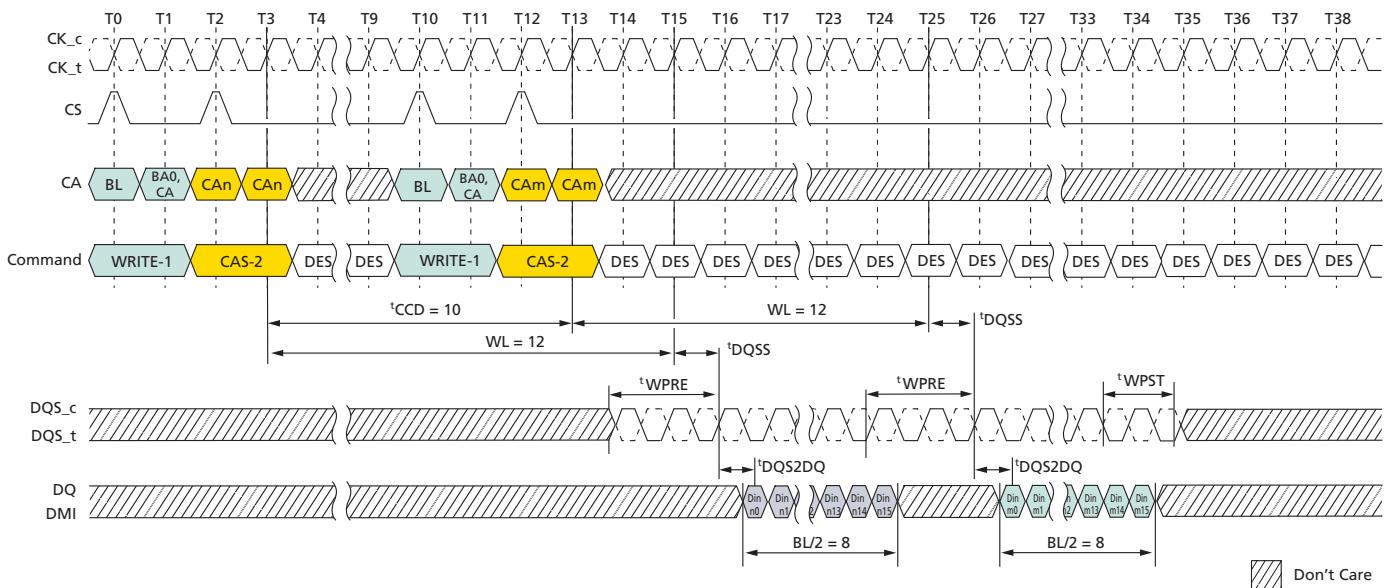 T0 T1 T2 T3 T4 T9 T10 T11 T12 T13 T14 T15 T16 T17 T23 T24 T25 T26 T27 T33 T34 T35 T36 T37 T38
CK_c
CK_t
CS
CA BL BA0, CA CAn CAn BL BA0, CA CAm CAm
Command WRITE-1 CAS-2 DES DES WRITE-1 CAS-2 DES DES DES DES DES DES DES DES DES DES DES DES DES DES DES
tCCD = 10 WL = 12 tDQSS
WL = 12 tDQSS
tWPRE tWPRE tWPST
DQS_c
DQS_t
tDQS2DQ tDQS2DQ
DQ
DMI
Din n0 Din n1 Din n13 Din n14 Din n15 Din m0 Din m1 Din m13 Din m14 Din m15
BL/2 = 8 BL/2 = 8
Don't Care